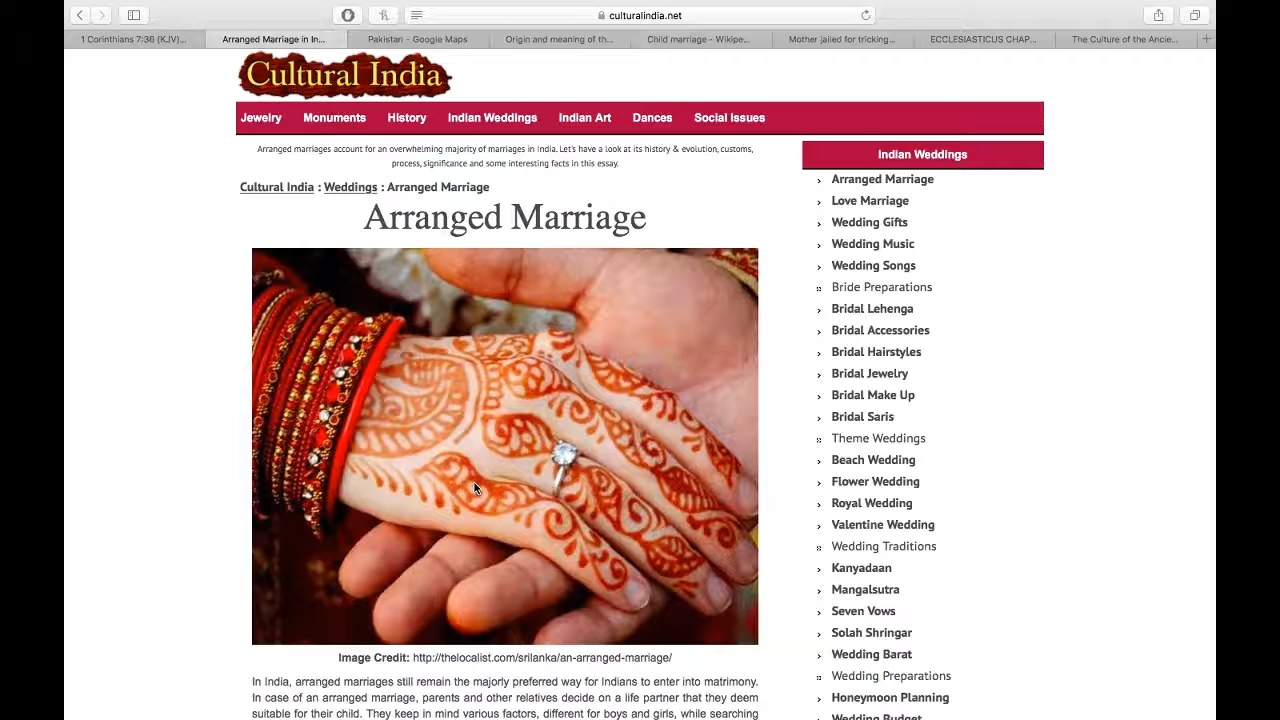 culturalindia.net
1 Corinthians 7:36 (KJV)...
Arranged Marriage in In...
Pakistan - Google Maps
Origin and meaning of th...
Child marriage - Wikipe...
Mother jailed for tricking...
ECCLESIASTICUS CHAP...
The Culture of the Ancie...
Cultural India
Jewelry Monuments History Indian Weddings Indian Art Dances Social Issues
Arranged marriages account for an overwhelming majority of marriages in India. Let's have a look at its history & evolution, customs,
process, significance and some interesting facts in this essay.
Cultural India : Weddings : Arranged Marriage
Arranged Marriage
Image Credit: http://thelocalist.com/srilanka/an-arranged-marriage/
In India, arranged marriages still remain the majorly preferred way for Indians to enter into matrimony.
In case of an arranged marriage, parents and other relatives decide on a life partner that they deem
suitable for their child. They keep in mind various factors, different for boys and girls, while searching
Indian Weddings
Arranged Marriage
Love Marriage
Wedding Gifts
Wedding Music
Wedding Songs
Bride Preparations
Bridal Lehenga
Bridal Accessories
Bridal Hairstyles
Bridal Jewelry
Bridal Make Up
Bridal Saris
Theme Weddings
Beach Wedding
Flower Wedding
Royal Wedding
Valentine Wedding
Wedding Traditions
Kanyadaan
Mangalsutra
Seven Vows
Solah Shringar
Wedding Barat
Wedding Preparations
Honeymoon Planning
Wedding Budget